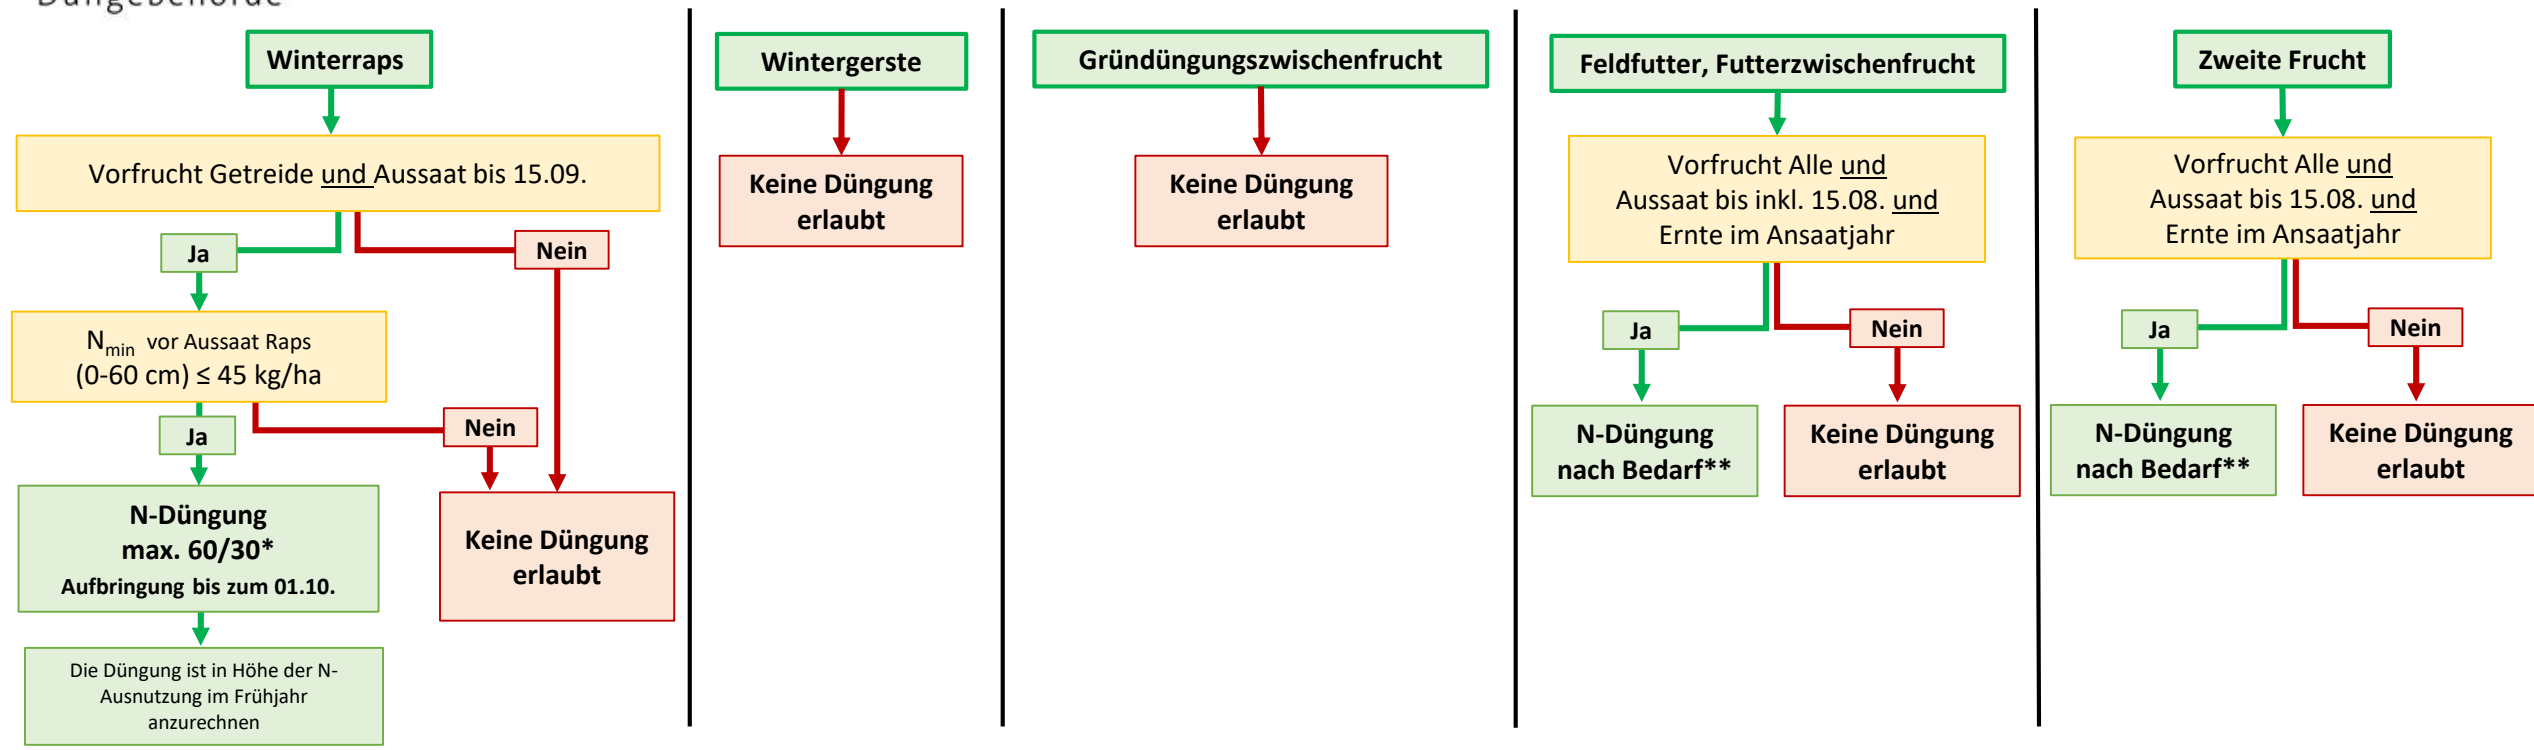 Düngebehörde
Winterraps
Vorfrucht Getreide und Aussaat bis 15.09.
Ja
Nein
Nmin vor Aussaat Raps
(0-60 cm) ≤ 45 kg/ha
Ja
Nein
N-Düngung
max. 60/30*
Aufbringung bis zum 01.10.
Keine Düngung
erlaubt
Die Düngung ist in Höhe der N-
Ausnutzung im Frühjahr
anzurechnen
Wintergerste
Keine Düngung
erlaubt
Gründüngungszwischenfrucht
Keine Düngung
erlaubt
Feldfutter, Futterzwischenfrucht
Vorfrucht Alle und
Aussaat bis inkl. 15.08. und
Ernte im Ansaatjahr
Ja
Nein
N-Düngung
nach Bedarf**
Keine Düngung
erlaubt
Zweite Frucht
Vorfrucht Alle und
Aussaat bis 15.08. und
Ernte im Ansaatjahr
Ja
Nein
N-Düngung
nach Bedarf**
Keine Düngung
erlaubt